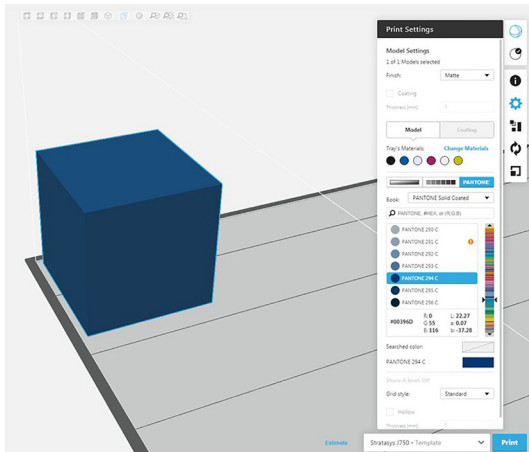 Print Settings
Model Settings
1 of 1 Models selected
Finish: Matte
Coating
Thickness (mm)
Model Coating
Tray's Materials: Change Materials
PANTONE
Book: PANTONE Solid Coated
PANTONE, #HEX, or (R,G,B)
PANTONE 290 C
PANTONE 291 C
PANTONE 292 C
PANTONE 293 C
PANTONE 294 C
PANTONE 295 C
PANTONE 296 C
R: 0 L: 22.27
#00396D G: 55 a: 0.07
B: 116 b: -37.28
Searched color:
PANTONE 294 C
Grid style: Standard
Hollow
Thickness (mm)
Estimate Stratasys J750 • Template Print